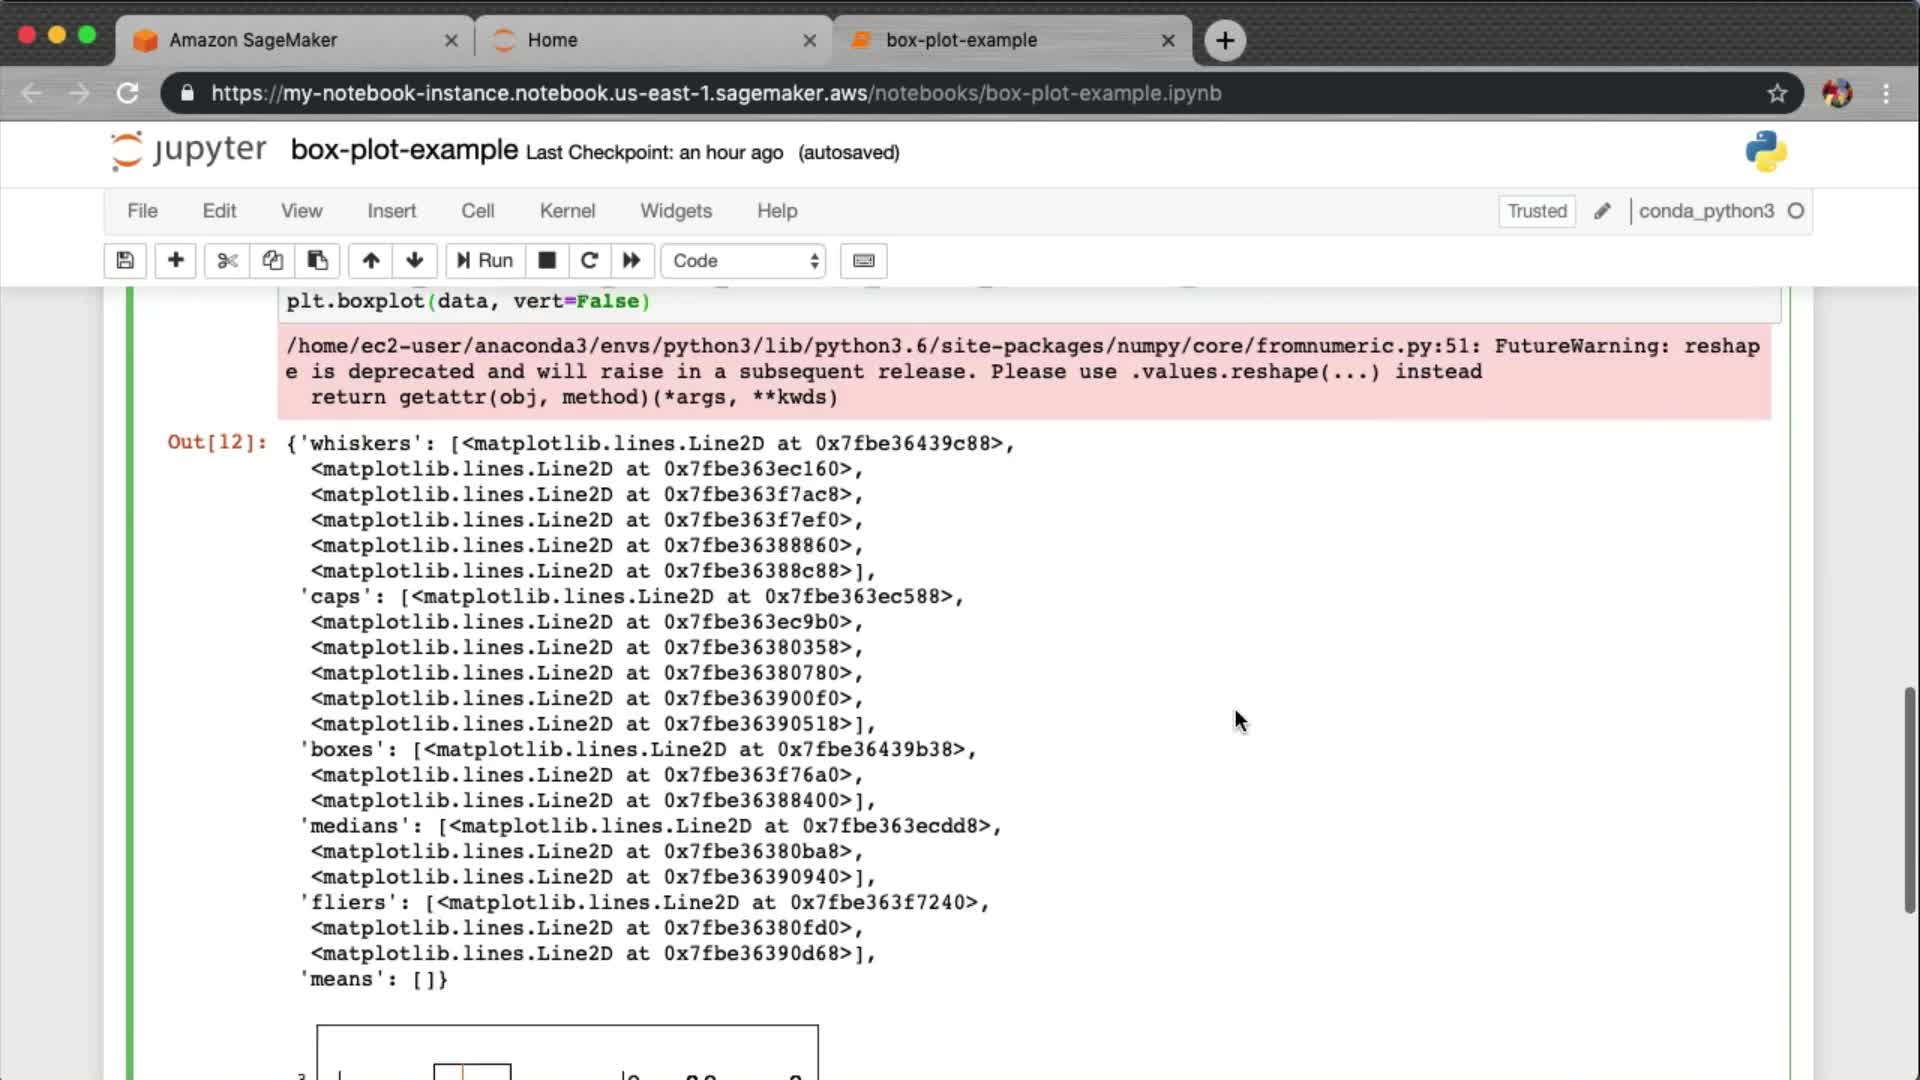 Amazon SageMaker
Home
box-plot-example
https://my-notebook-instance.notebook.us-east-1.sagemaker.aws/notebooks/box-plot-example.ipynb
jupyter box-plot-example Last Checkpoint: an hour ago (autosaved)
File Edit View Insert Cell Kernel Widgets Help Trusted conda_python3
Run Code
plt.boxplot(data, vert=False)
/home/ec2-user/anaconda3/envs/python3/lib/python3.6/site-packages/numpy/core/fromnumeric.py:51: FutureWarning: reshap
e is deprecated and will raise in a subsequent release. Please use .values.reshape(...) instead
return getattr(obj, method)(*args, **kwds)
Out[12]: {'whiskers': [<matplotlib.lines.Line2D at 0x7fbe36439c88>,
<matplotlib.lines.Line2D at 0x7fbe363ec160>,
<matplotlib.lines.Line2D at 0x7fbe363f7ac8>,
<matplotlib.lines.Line2D at 0x7fbe363f7ef0>,
<matplotlib.lines.Line2D at 0x7fbe36388860>,
<matplotlib.lines.Line2D at 0x7fbe36388c88>],
'caps': [<matplotlib.lines.Line2D at 0x7fbe363ec588>,
<matplotlib.lines.Line2D at 0x7fbe363ec9b0>,
<matplotlib.lines.Line2D at 0x7fbe36380358>,
<matplotlib.lines.Line2D at 0x7fbe36380780>,
<matplotlib.lines.Line2D at 0x7fbe363900f0>,
<matplotlib.lines.Line2D at 0x7fbe36390518>],
'boxes': [<matplotlib.lines.Line2D at 0x7fbe36439b38>,
<matplotlib.lines.Line2D at 0x7fbe363f76a0>,
<matplotlib.lines.Line2D at 0x7fbe36388400>],
'medians': [<matplotlib.lines.Line2D at 0x7fbe363ecdd8>,
<matplotlib.lines.Line2D at 0x7fbe36380ba8>,
<matplotlib.lines.Line2D at 0x7fbe36390940>],
'fliers': [<matplotlib.lines.Line2D at 0x7fbe363f7240>,
<matplotlib.lines.Line2D at 0x7fbe36380fd0>,
<matplotlib.lines.Line2D at 0x7fbe36390d68>],
'means': []}